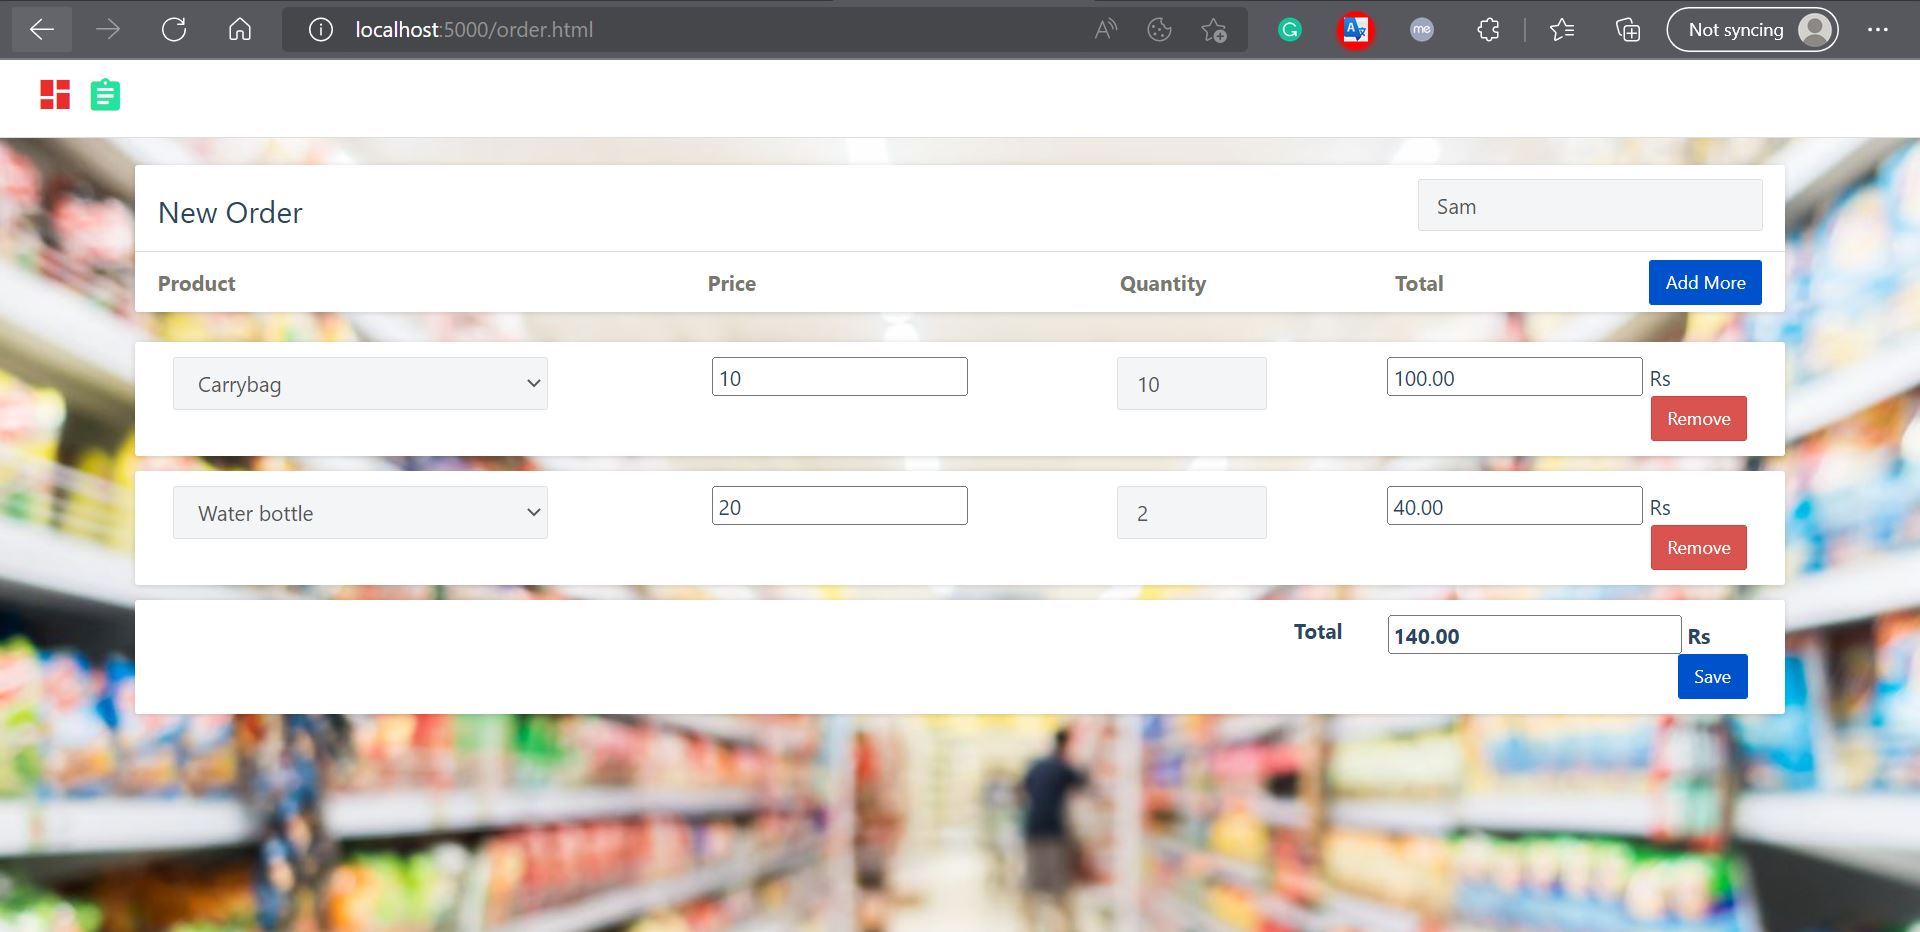 localhost:5000/order.html
me
Not syncing
New Order
Sam
Product Price Quantity Total Add More
Carrybag 10 10 100.00 Rs
Remove
Water bottle 20 2 40.00 Rs
Remove
Total 140.00 Rs
Save